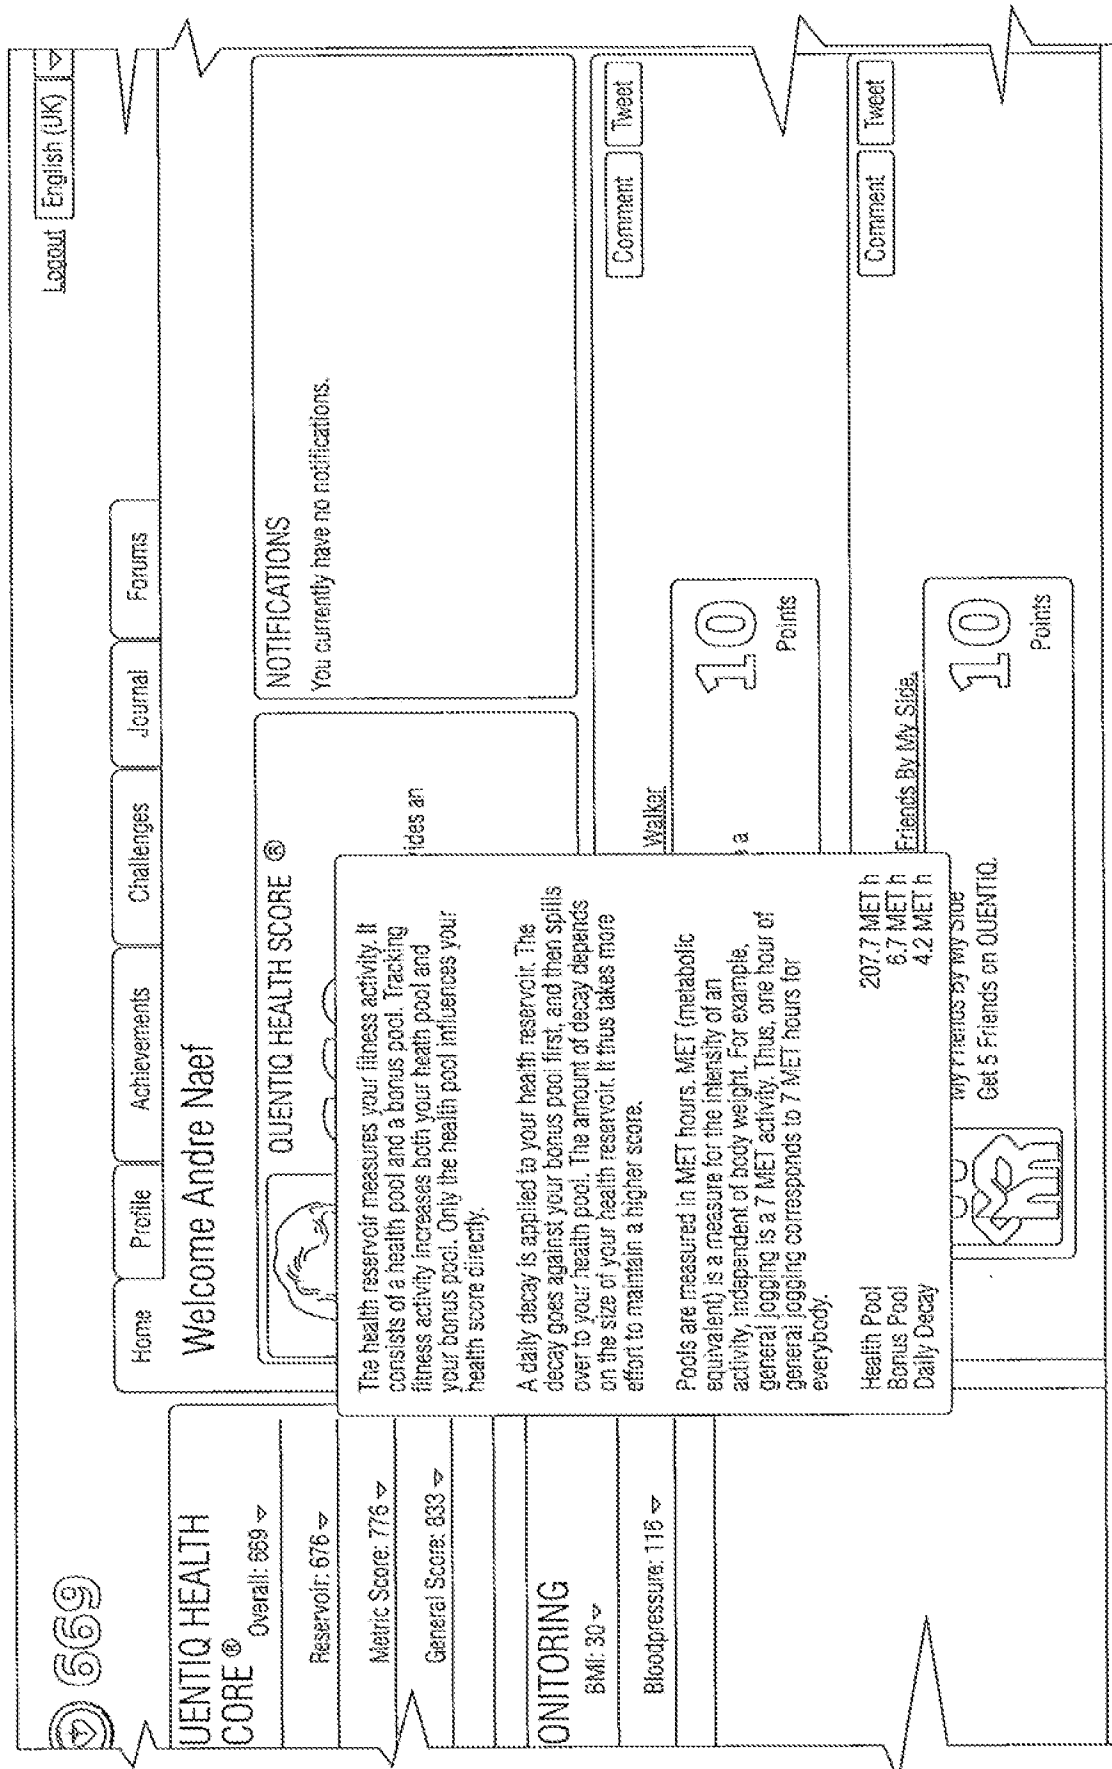 669
Logout English (UK)
Home Profile Achievements Challenges Journal Forums
Welcome Andre Naef
UENTIQ HEALTH
CORE ®
Overall: 669
Reservoir: 676
Metric Score: 776
General Score: 633
ONITORING
BMI: 30
Bloodpressure: 116
QUENTIQ HEALTH SCORE ®
ides an
NOTIFICATIONS
You currently have no notifications.
The health reservoir measures your fitness activity. It
consists of a health pool and a bonus pool. Tracking
fitness activity increases both your heath pool and
your bonus pool. Only the health pool influences your
health score directly.
A daily decay is applied to your health reservoir. The
decay goes against your bonus pool first, and then spills
over to your health pool. The amount of decay depends
on the size of your health reservoir. It thus takes more
effort to maintain a higher score.
Pools are measured in MET hours. MET (metabolic
equivalent) is a measure for the intensity of an
activity, independent of body weight. For example,
general jogging is a 7 MET activity. Thus, one hour of
general jogging corresponds to 7 MET hours for
everybody.
Health Pool 207.7 MET h
Bonus Pool 6.7 MET h
Daily Decay 4.2 MET h
Walker
Comment Tweet
a
10
Points
Friends By My Side.
Comment Tweet
My Friends By My Side
Get 5 Friends on QUENTIQ.
10
Points